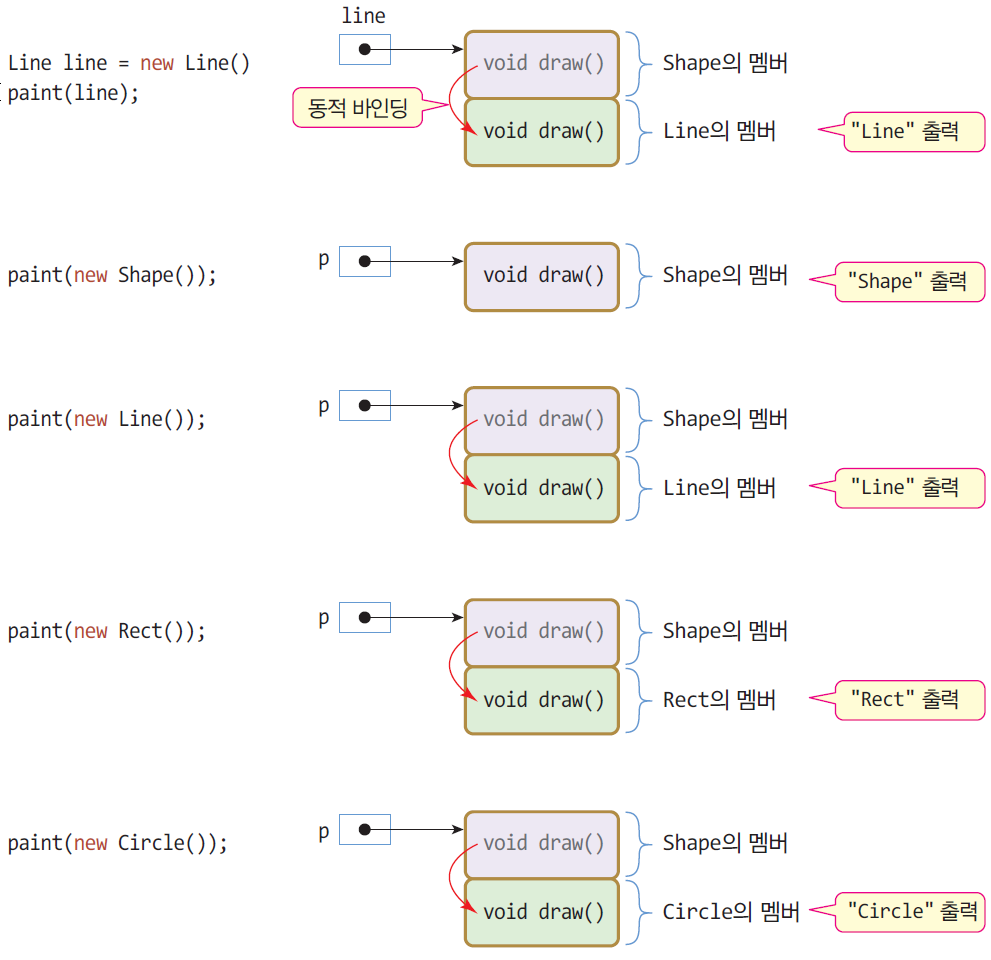 line
Line line = new Line()
paint(line);
void draw()
Shape의 멤버
동적 바인딩
void draw()
Line의 멤버
"Line" 출력
paint(new Shape());
p
void draw()
Shape의 멤버
"Shape" 출력
paint(new Line());
p
void draw()
Shape의 멤버
void draw()
Line의 멤버
"Line" 출력
paint(new Rect());
p
void draw()
Shape의 멤버
void draw()
Rect의 멤버
"Rect" 출력
paint(new Circle());
p
void draw()
Shape의 멤버
void draw()
Circle의 멤버
"Circle" 출력